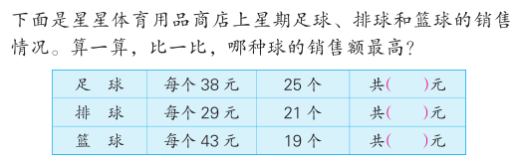 下面是星星体育用品商店上星期足球、排球和篮球的销售
情况。算一算，比一比，哪种球的销售额最高？
足 球 每个 38 元 25 个 共( )元
排 球 每个 29 元 21 个 共( )元
篮 球 每个 43 元 19 个 共( )元